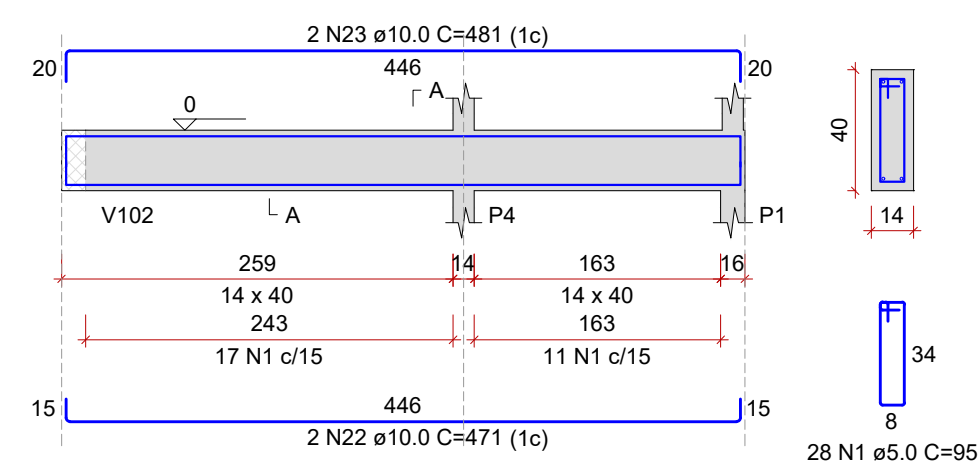 2 N23 ø10.0 C=481 (1c)
20
446
20
A
0
40
V102
A
P4
P1
14
259
14
163
16
14 x 40
14 x 40
243
163
17 N1 c/15
11 N1 c/15
34
15
446
15
8
2 N22 ø10.0 C=471 (1c)
28 N1 ø5.0 C=95